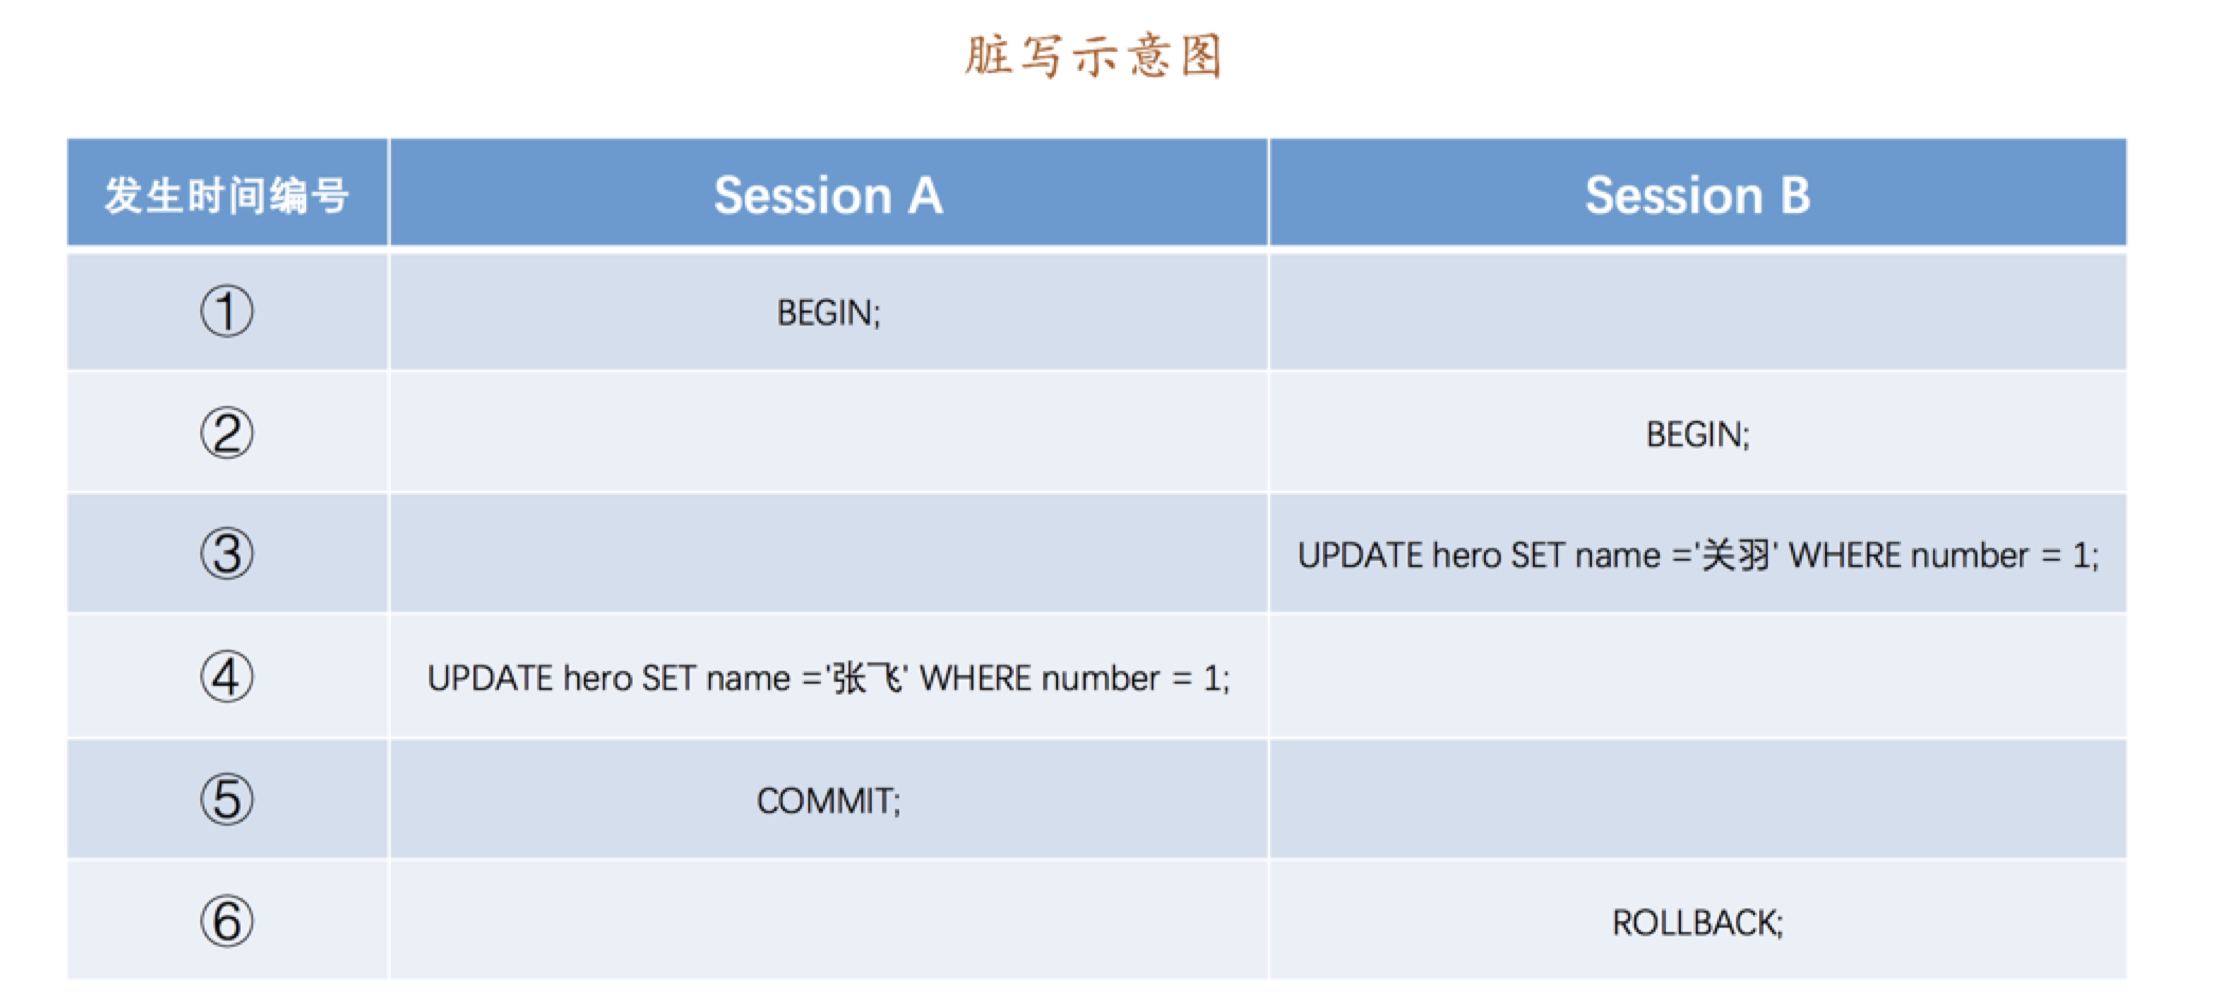 脏写示意图
发生时间编号 Session A Session B
① BEGIN;
② BEGIN;
③ UPDATE hero SET name ='关羽' WHERE number = 1;
④ UPDATE hero SET name ='张飞' WHERE number = 1;
⑤ COMMIT;
⑥ ROLLBACK;